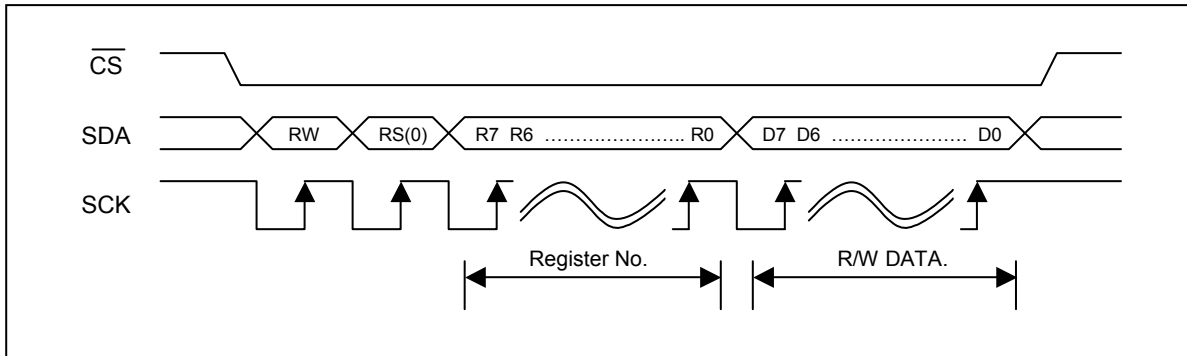 CS
SDA RW RS(0) R7 R6 ........................ R0 D7 D6 ....................... D0
SCK
Register No. R/W DATA.